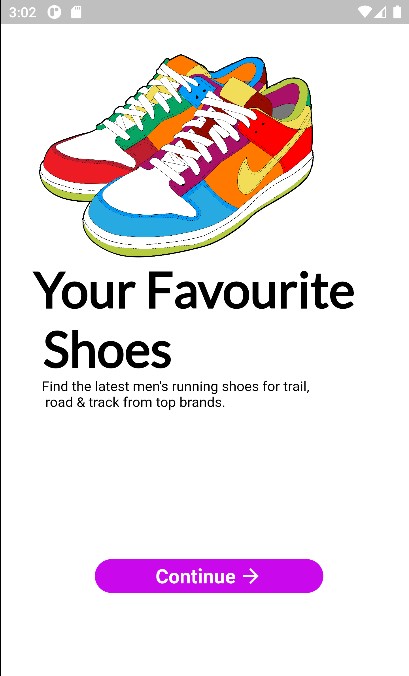 3:02
Your Favourite
Shoes
Find the latest men's running shoes for trail,
road & track from top brands.
Continue →